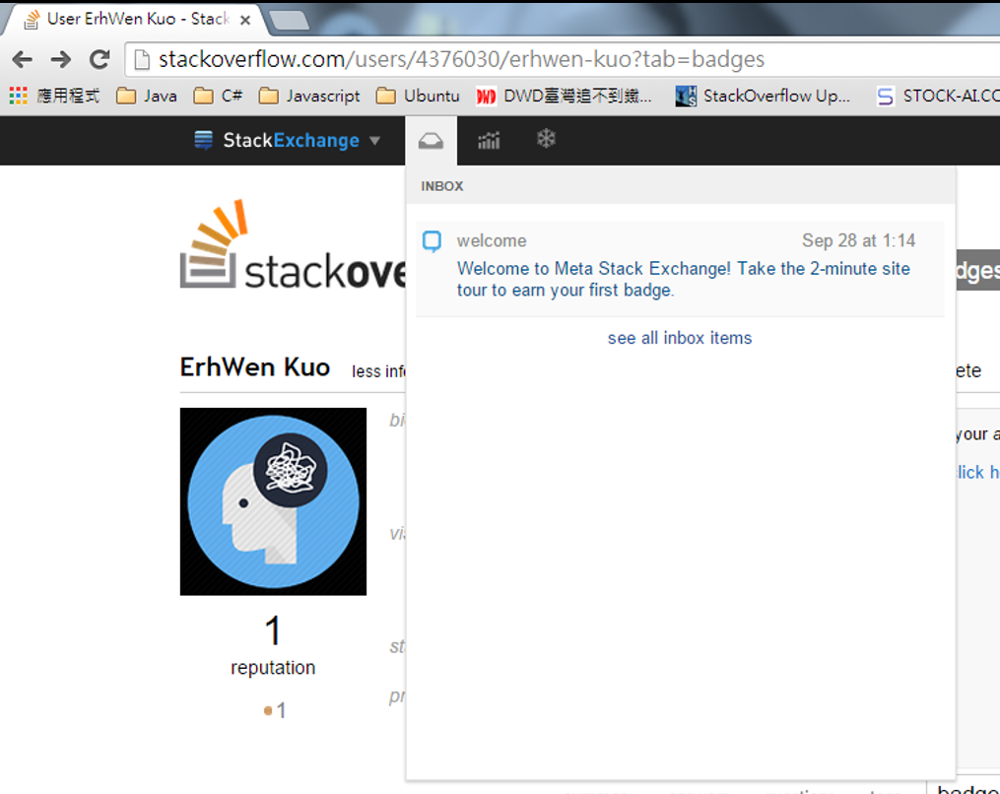 User ErhWen Kuo - Stack
stackoverflow.com/users/4376030/erhwen-kuo?tab=badges
應用程式 Java C# Javascript Ubuntu DWD臺灣追不到鐵... StackOverflow Up... STOCK-AI.CO
StackExchange
INBOX
welcome Sep 28 at 1:14
Welcome to Meta Stack Exchange! Take the 2-minute site
tour to earn your first badge.
see all inbox items
stackove
dges
ErhWen Kuo less info
ete
bi
your a
lick h
vi
st
pr
1
reputation
1
badge